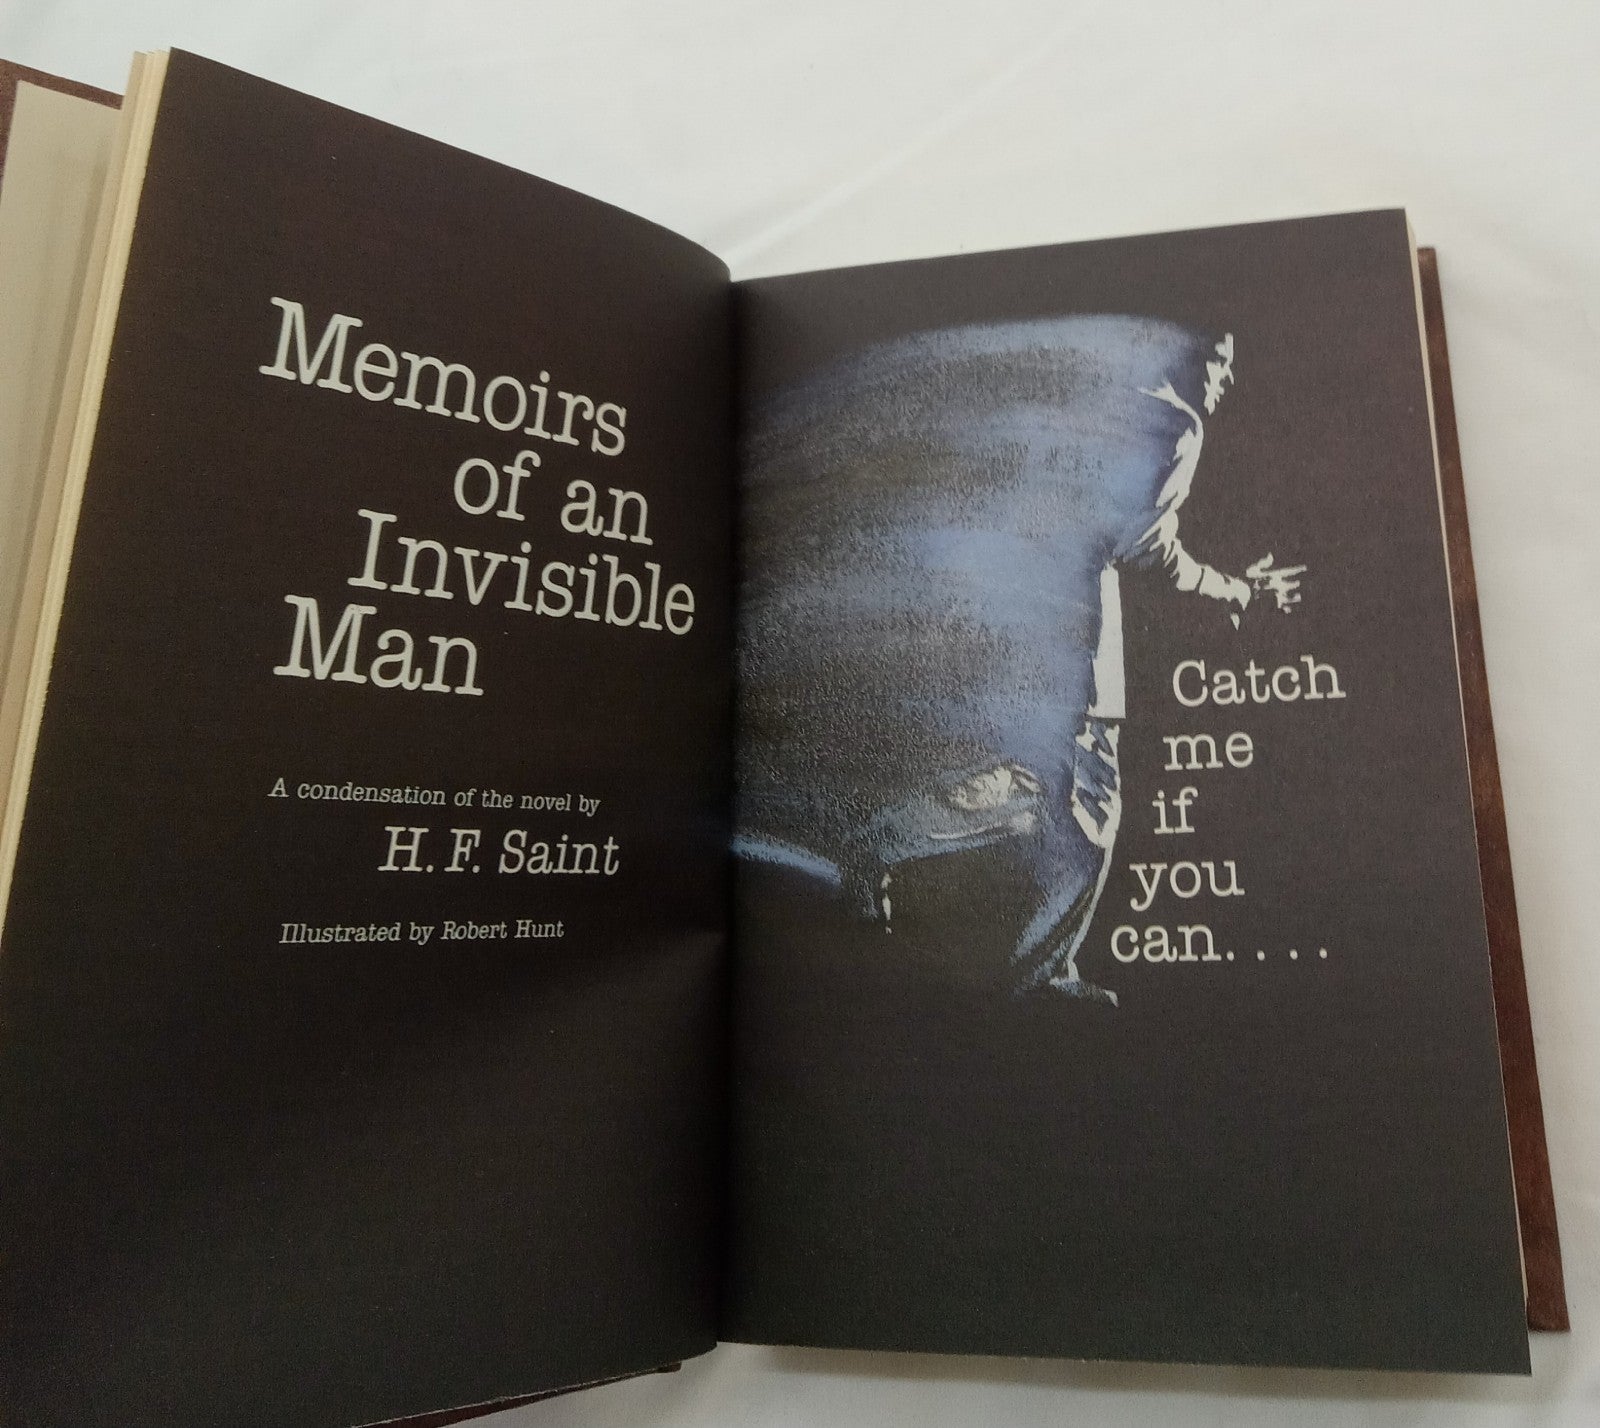 Memoirs
of an
Invisible
Man
A condensation of the novel by
H. F. Saint
Illustrated by Robert Hunt
Catch
me
if
you
can....